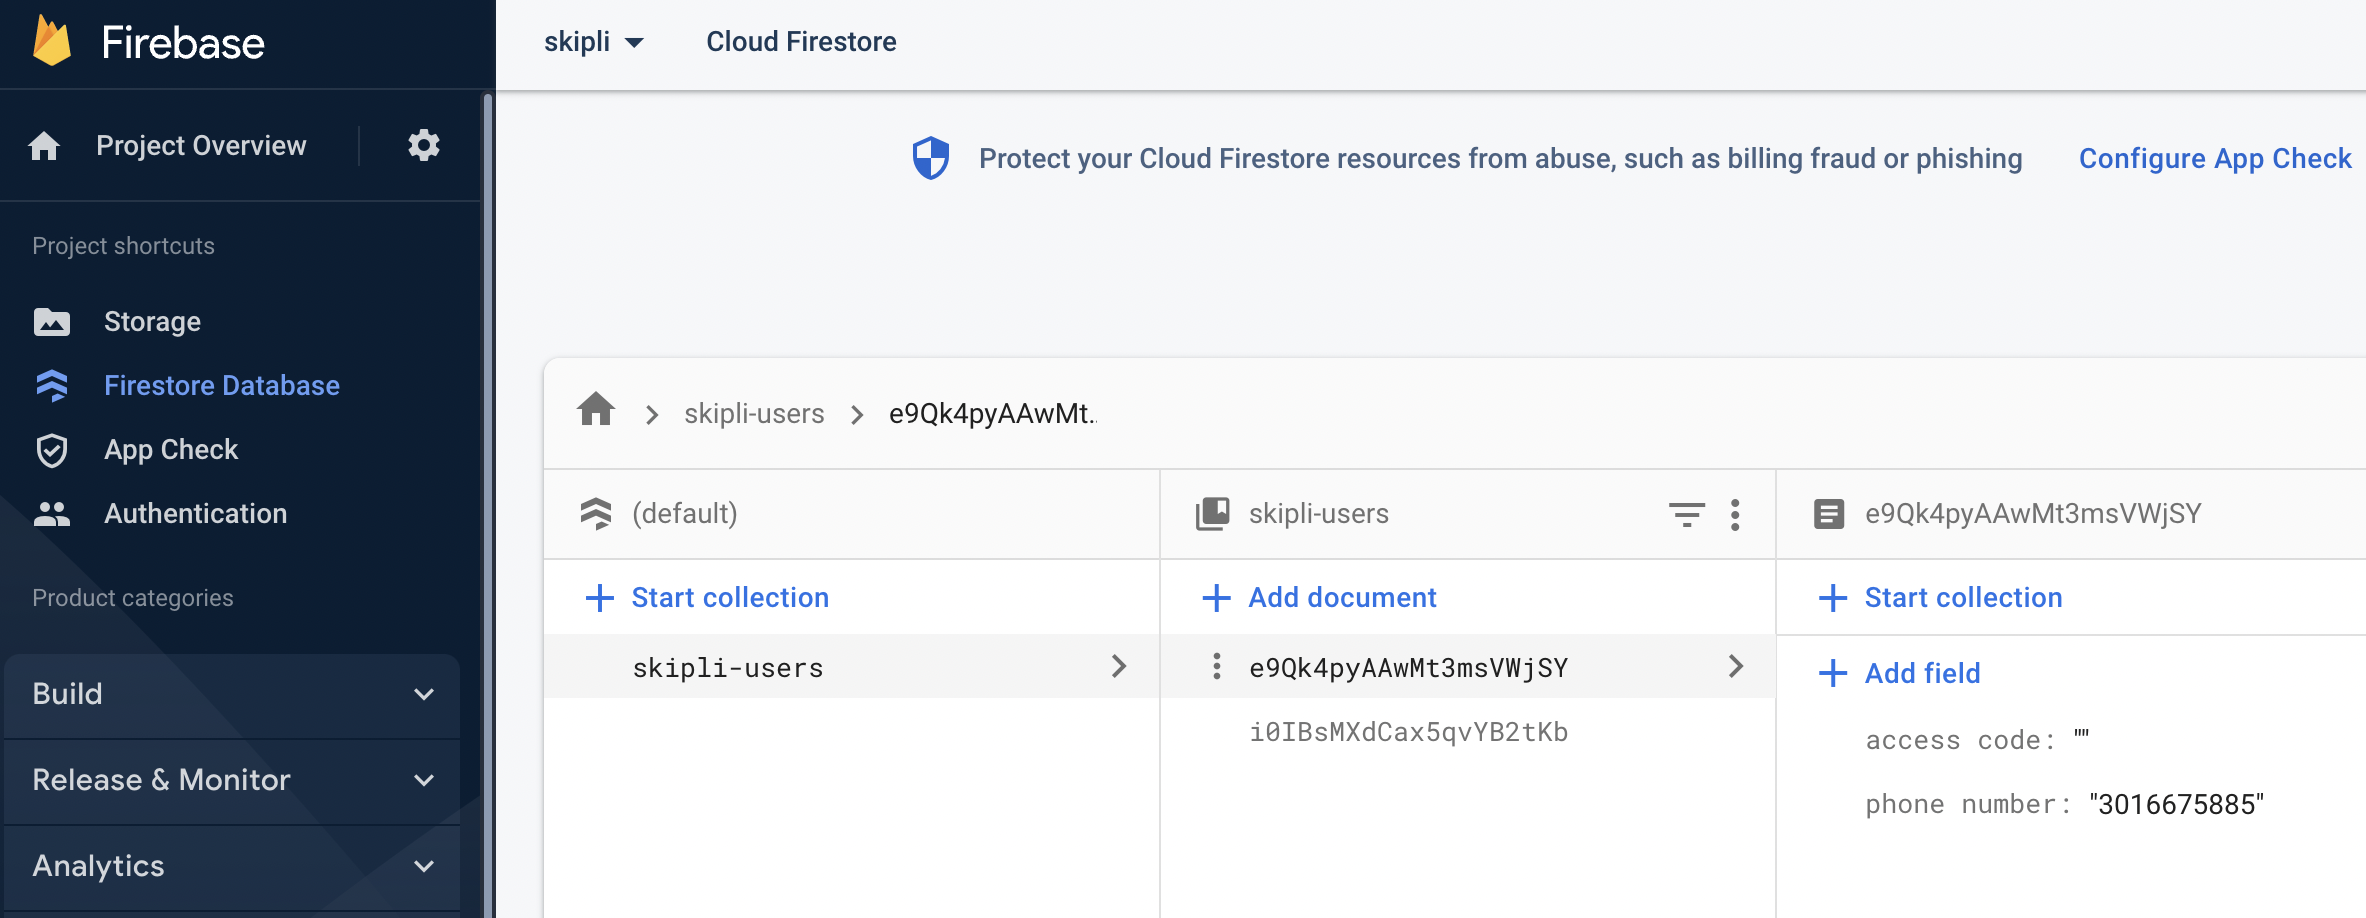 Firebase
skipli
Cloud Firestore
Project Overview
Protect your Cloud Firestore resources from abuse, such as billing fraud or phishing
Configure App Check
Project shortcuts
Storage
Firestore Database
App Check
Authentication
Product categories
Build
Release & Monitor
Analytics
skipli-users
e9Qk4pyAAwMt..
(default)
skipli-users
e9Qk4pyAAwMt3msVWjSY
Start collection
Add document
Start collection
skipli-users
e9Qk4pyAAwMt3msVWjSY
i0IBsMXdCax5qvYB2tKb
Add field
access code: ""
phone number: "3016675885"